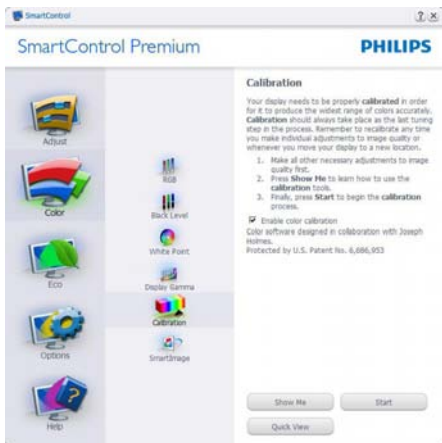 SmartControl
SmartControl Premium
PHILIPS
Adjust
Color
Eco
Options
Help
RGB
Black Level
White Point
Display Gamma
Calibration
SmartImage
Calibration
Your display needs to be properly calibrated in order
for it to produce the widest range of colors accurately.
Calibration should always take place as the last tuning
step in the process. Remember to recalibrate any time
you make individual adjustments to image quality or
whenever you move your display to a new location.
1. Make all other necessary adjustments to image
quality first.
2. Press Show Me to learn how to use the
calibration tools.
3. Finally, press Start to begin the calibration
process.
Enable color calibration
Color software designed in collaboration with Joseph
Holmes.
Protected by U.S. Patent No. 6,686,953
Show Me
Start
Quick View